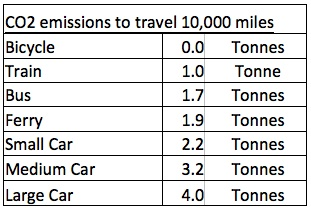 CO2 emissions to travel 10,000 miles
Bicycle 0.0 Tonnes
Train 1.0 Tonne
Bus 1.7 Tonnes
Ferry 1.9 Tonnes
Small Car 2.2 Tonnes
Medium Car 3.2 Tonnes
Large Car 4.0 Tonnes